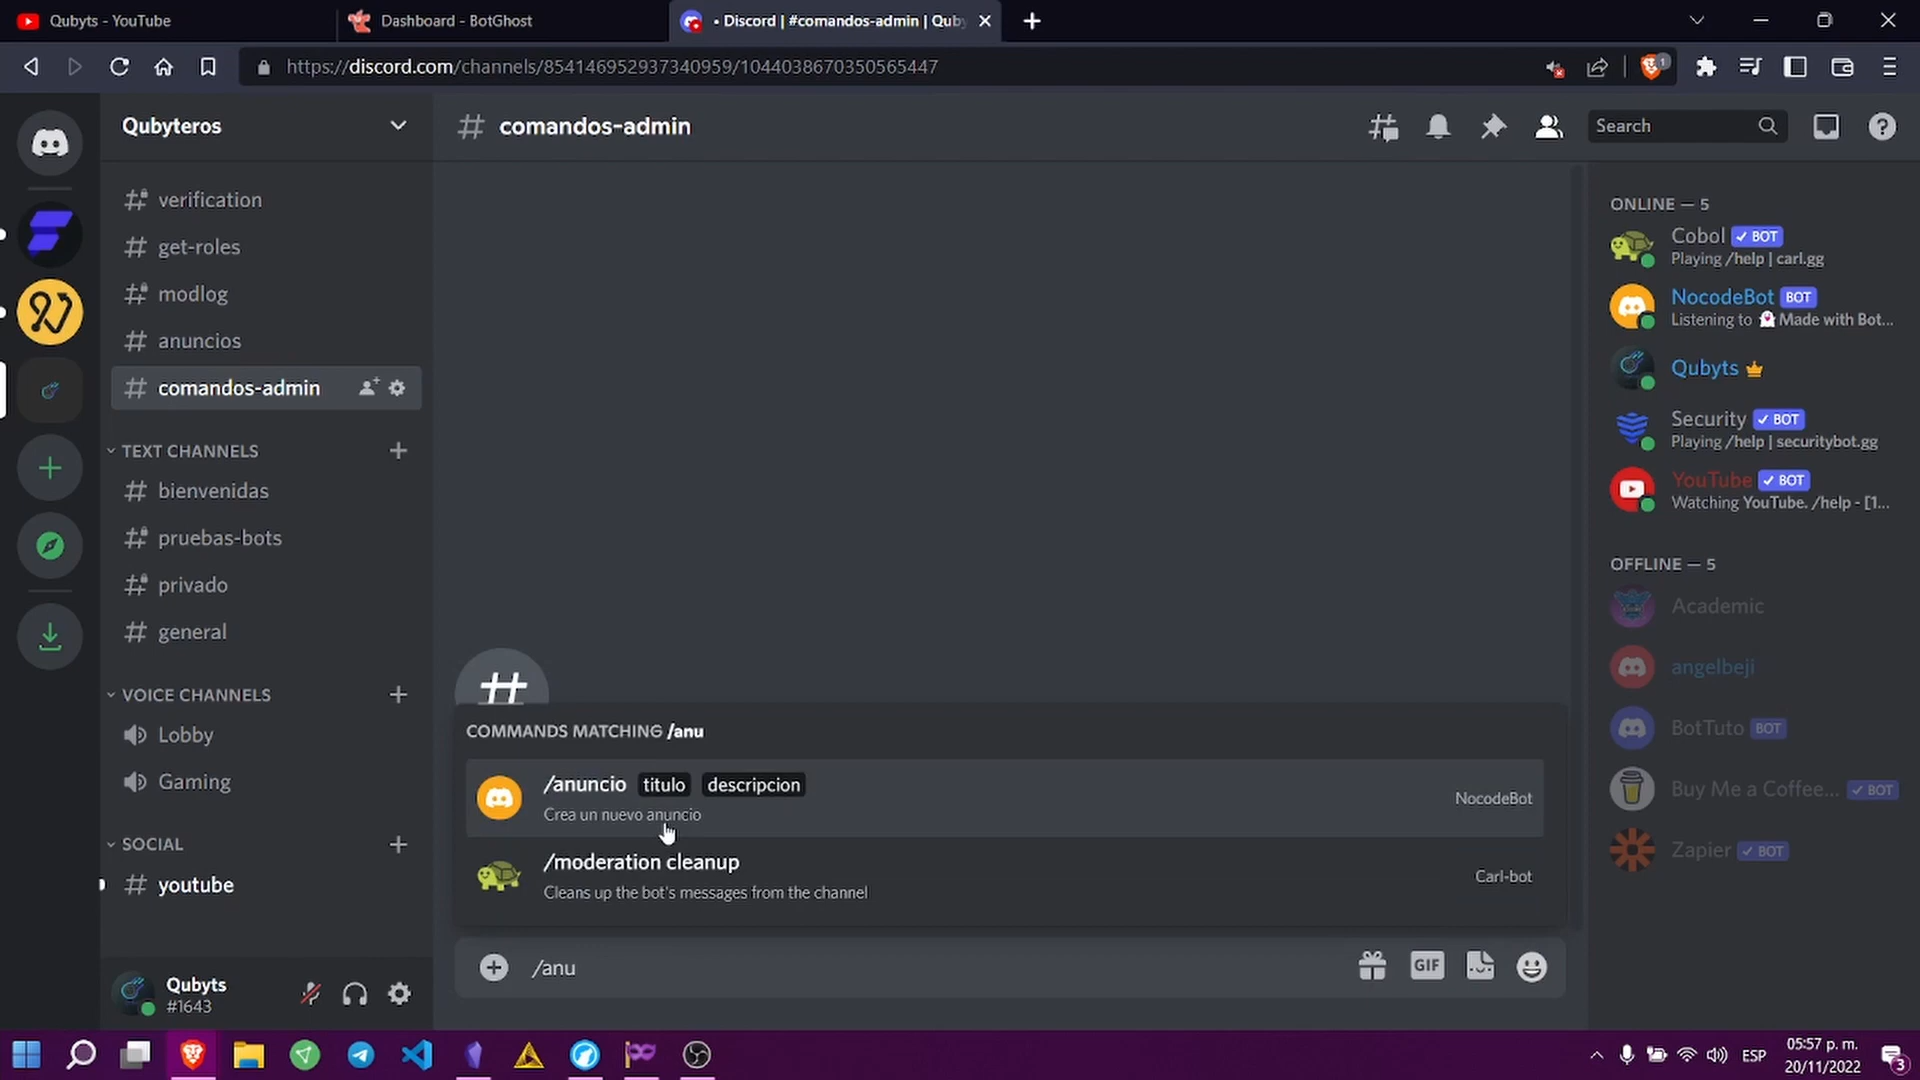 Qubyts - YouTube
Dashboard - BotGhost
• Discord | #comandos-admin | Qub
https://discord.com/channels/854146952937340959/1044038670350565447
1
Qubyteros
comandos-admin
Search
verification
get-roles
modlog
anuncios
comandos-admin
TEXT CHANNELS
bienvenidas
pruebas-bots
privado
general
VOICE CHANNELS
Lobby
Gaming
SOCIAL
youtube
Qubyts
#1643
COMMANDS MATCHING /anu
/anuncio titulo descripcion
Crea un nuevo anuncio
NocodeBot
/moderation cleanup
Cleans up the bot's messages from the channel
Carl-bot
/anu
GIF
ONLINE — 5
Cobol BOT
Playing /help | carl.gg
NocodeBot BOT
Listening to Made with Bot...
Qubyts
Security BOT
Playing /help | securitybot.gg
YouTube BOT
Watching YouTube. /help - [1...
OFFLINE — 5
Academic
angelbeji
BotTuto BOT
Buy Me a Coffee... BOT
Zapier BOT
ESP
05:57 p. m.
20/11/2022
3